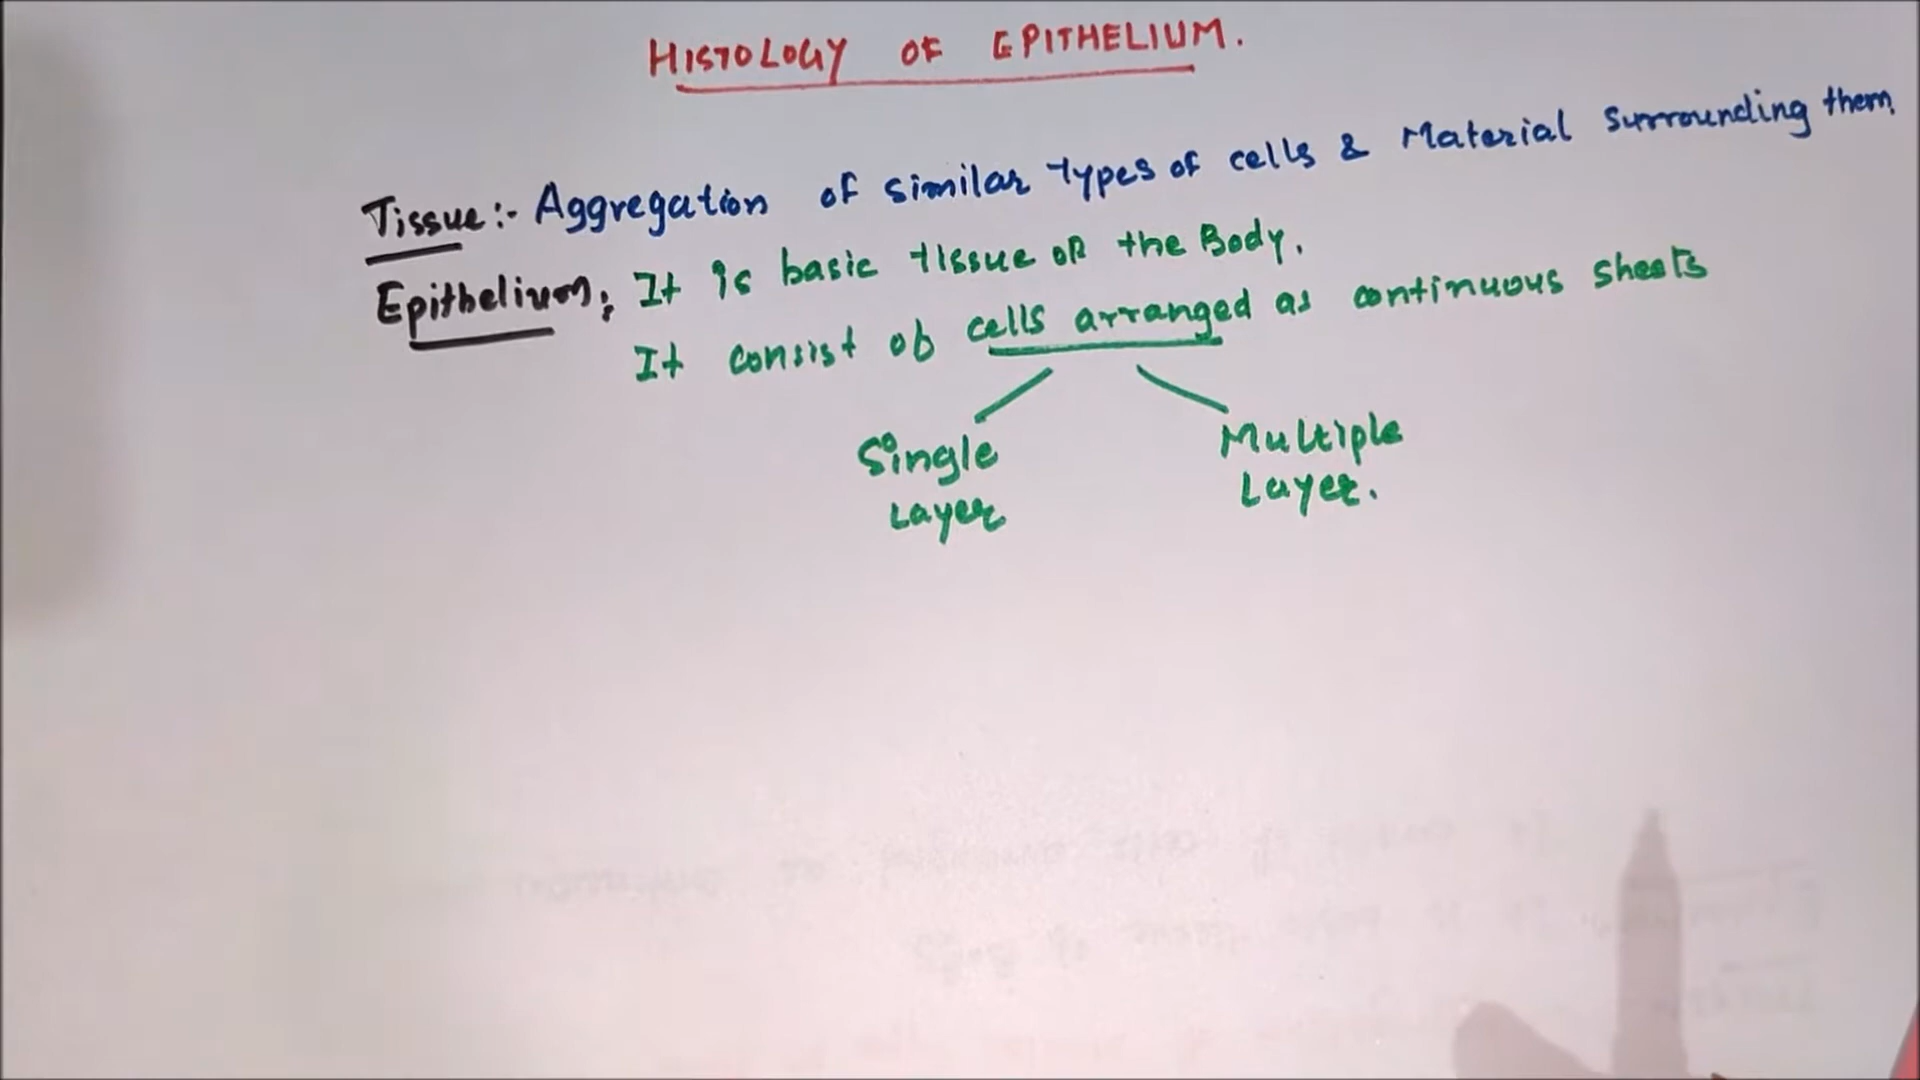 HISTOLOGY OF EPITHELIUM.
Tissue:- Aggregation of similar types of cells & Material surrounding them.
Epithelium: It is basic tissue of the Body.
It consist of cells arranged as continuous sheets
Single Multiple
Layer Layer.